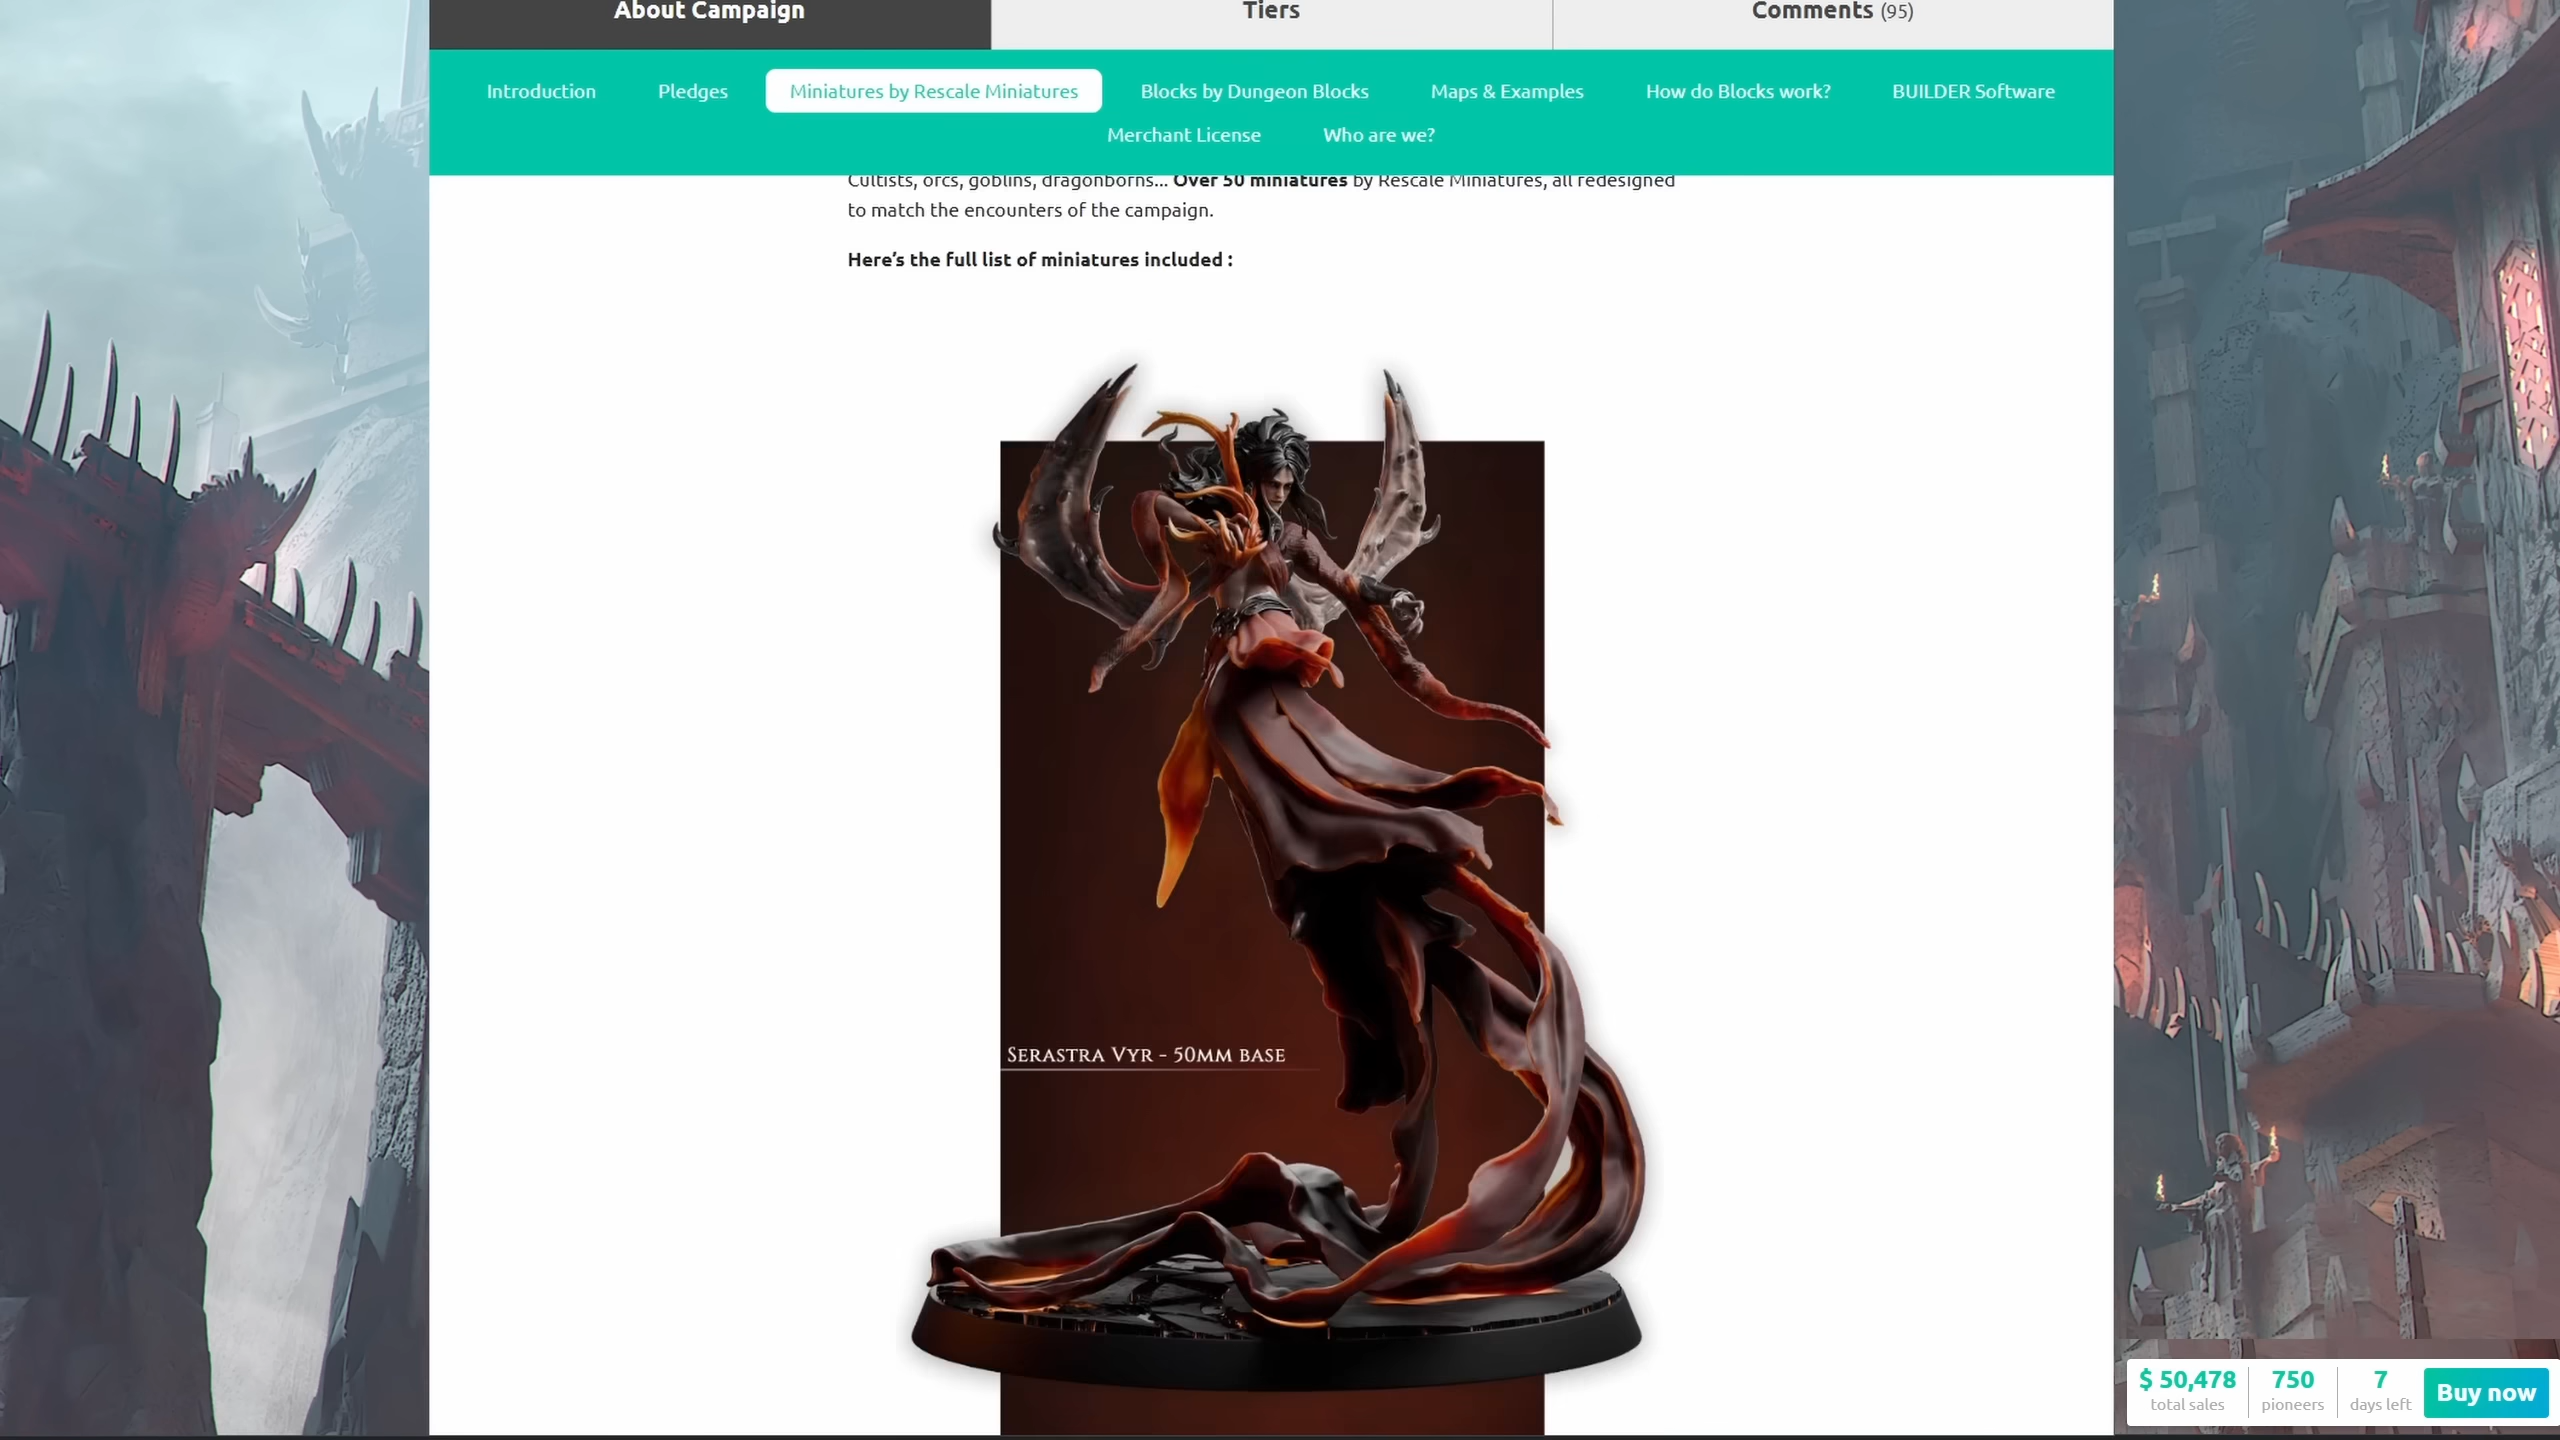 About Campaign
Tiers
Comments (95)
Introduction
Pledges
Miniatures by Rescale Miniatures
Blocks by Dungeon Blocks
Maps & Examples
How do Blocks work?
BUILDER Software
Merchant License
Who are we?
Cultists, orcs, goblins, dragonborns... Over 50 miniatures by Rescale Miniatures, all redesigned
to match the encounters of the campaign.
Here’s the full list of miniatures included :
Serastra Vyr - 50mm base
$ 50,478
total sales
750
pioneers
7
days left
Buy now